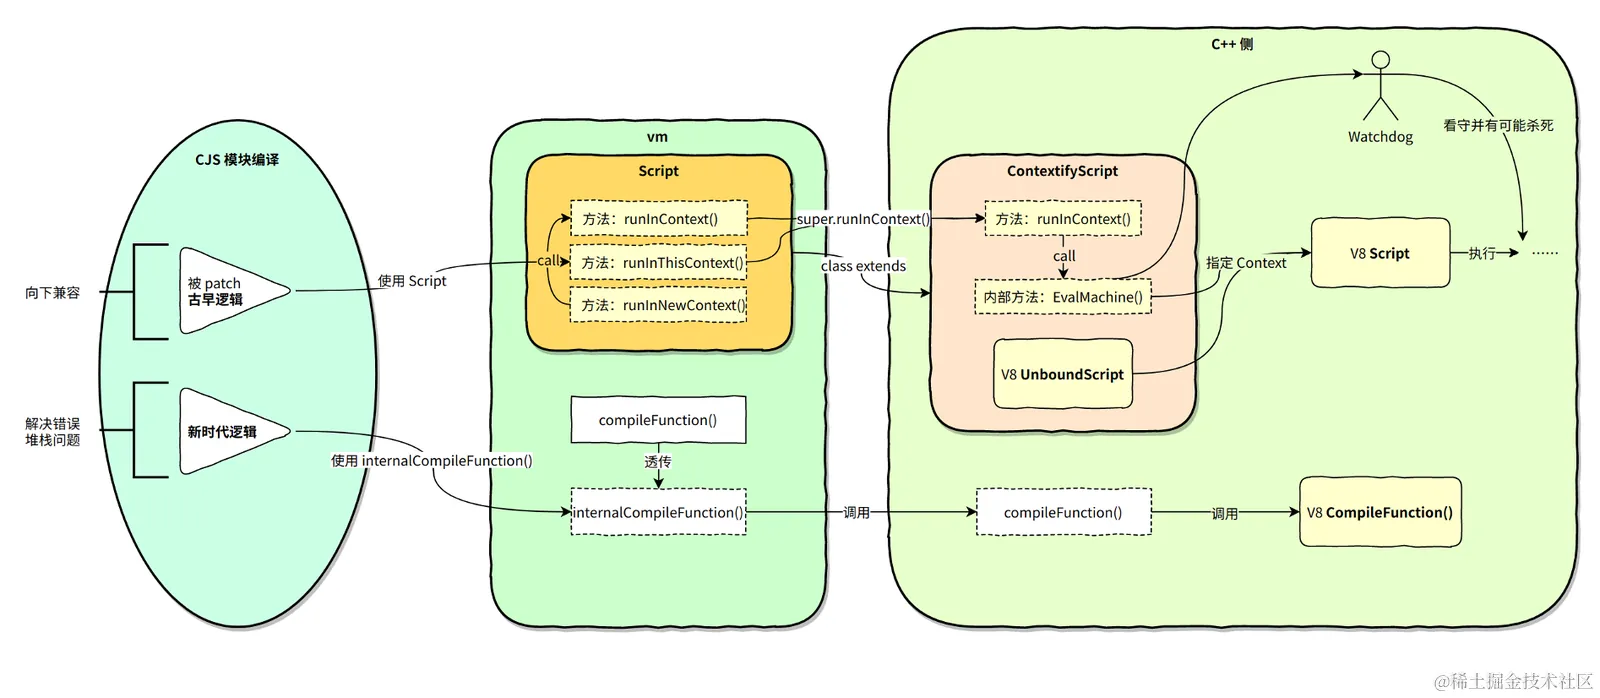 CJS 模块编译
向下兼容
被 patch
古早逻辑
解决错误
堆栈问题
新时代逻辑
使用 Script
使用 internalCompileFunction()
vm
Script
方法：runInContext()
call
方法：runInThisContext()
方法：runInNewContext()
compileFunction()
透传
internalCompileFunction()
super.runInContext()
class extends
调用
C++ 侧
Watchdog
看守并有可能杀死
ContextifyScript
方法：runInContext()
call
内部方法：EvalMachine()
V8 UnboundScript
指定 Context
V8 Script
执行
......
compileFunction()
调用
V8 CompileFunction()
@稀土掘金技术社区